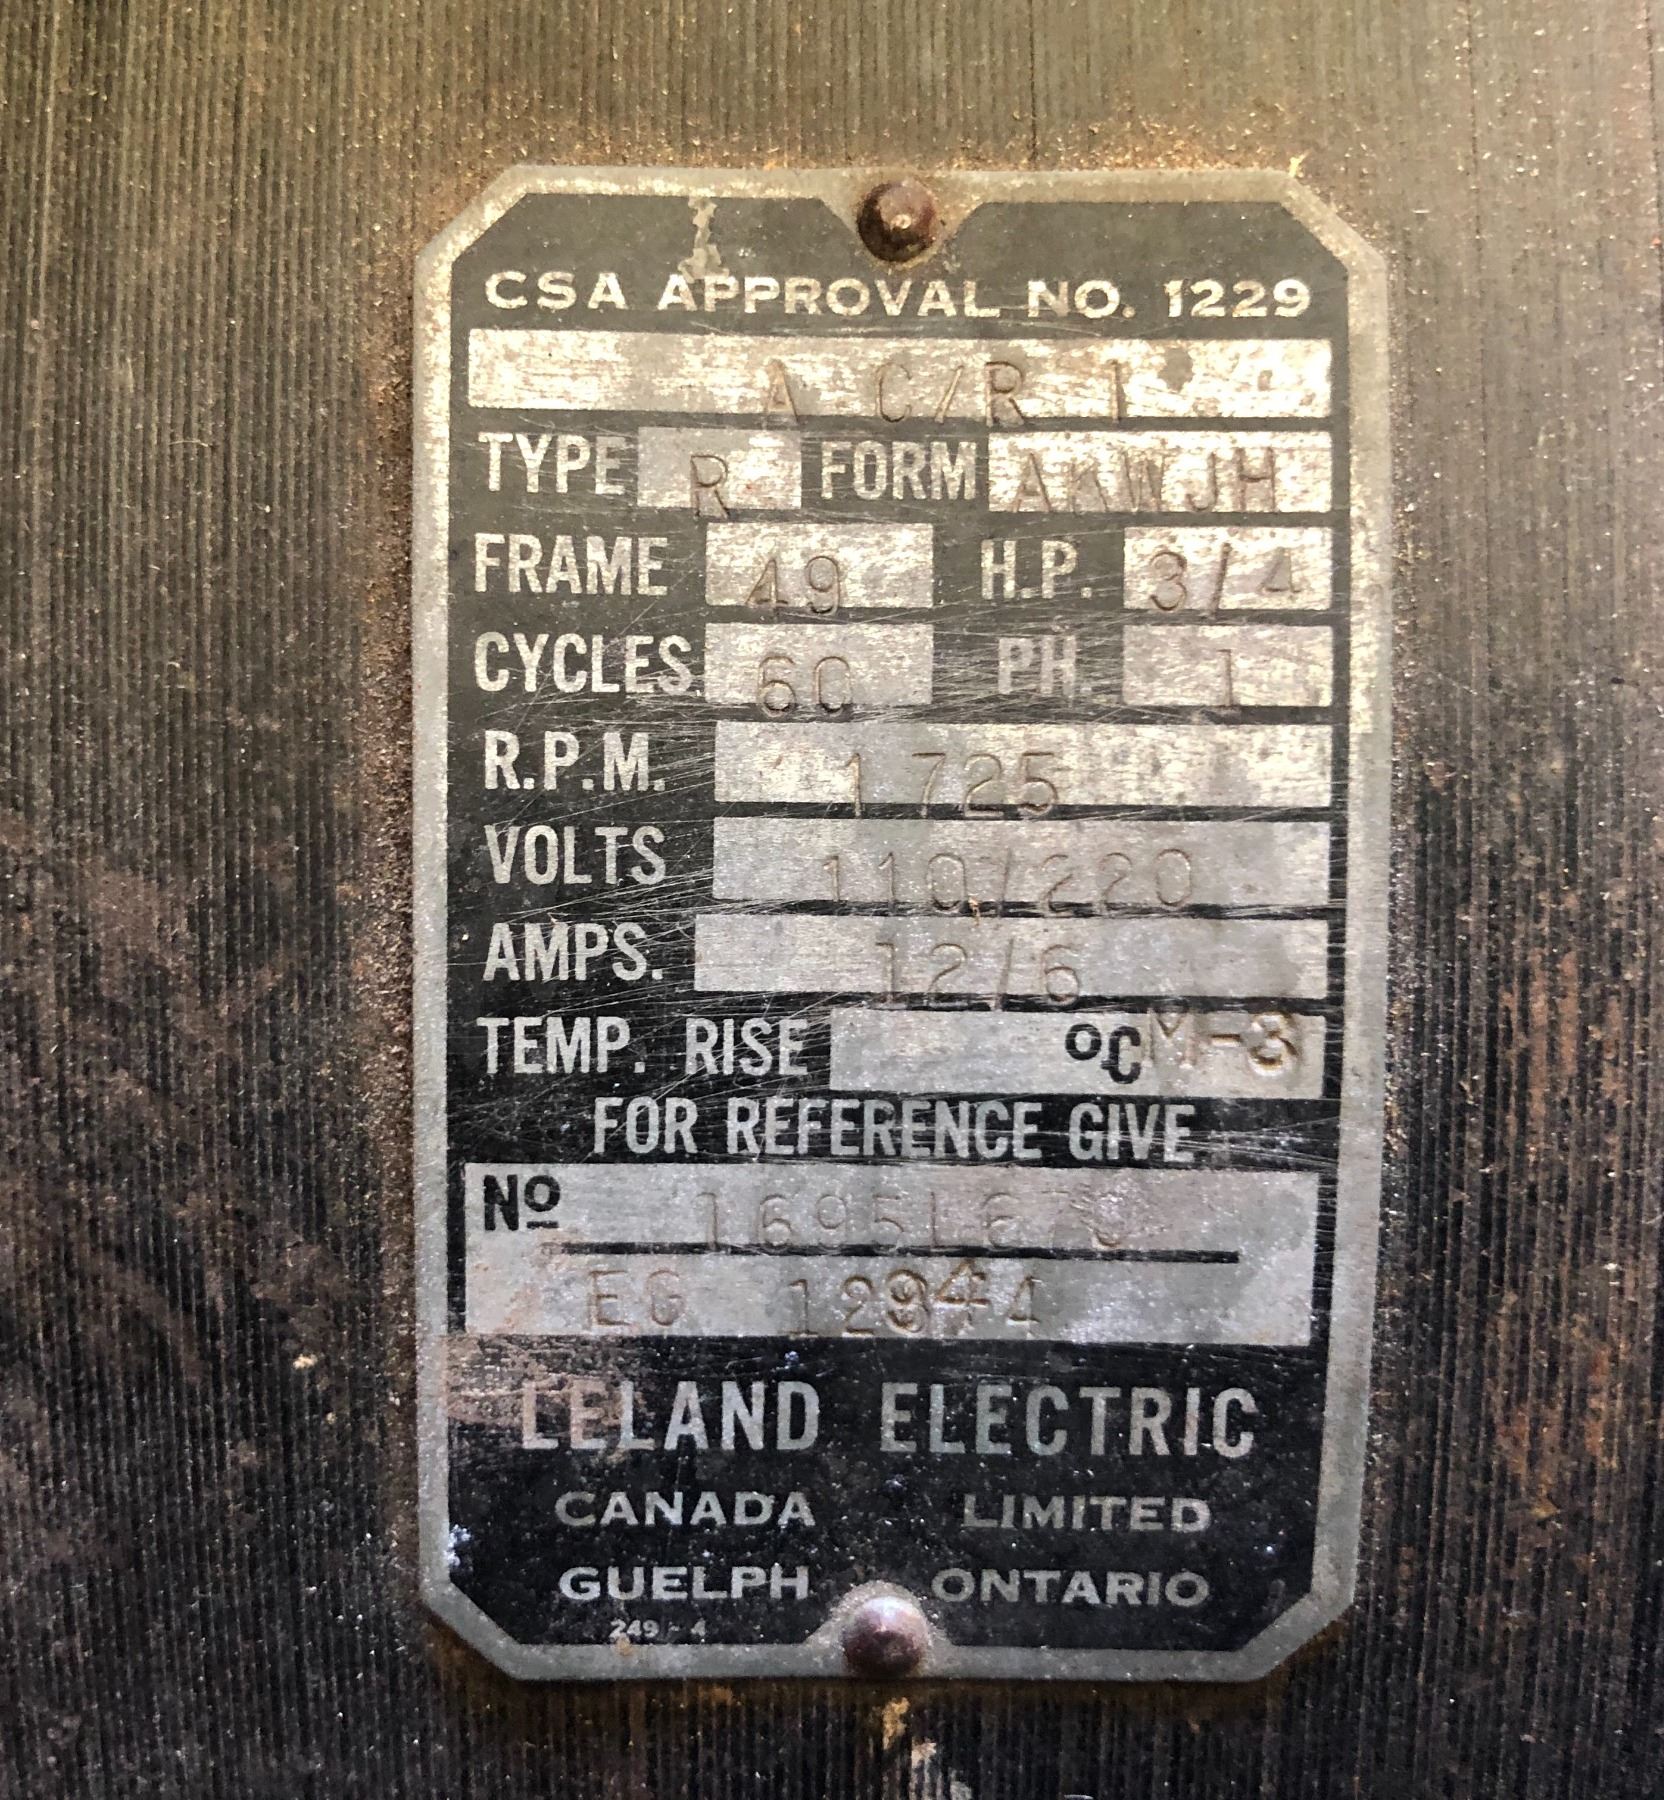 CSA APPROVAL NO. 1229
A C/R 1
TYPE R FORM AKWJH
FRAME 49 H.P. 3/4
CYCLES 60 PH. 1
R.P.M. 1725
VOLTS 110/220
AMPS. 12/6
TEMP. RISE °C M-3
FOR REFERENCE GIVE
Nº
EG
LELAND ELECTRIC
CANADA LIMITED
GUELPH ONTARIO
249 - 4